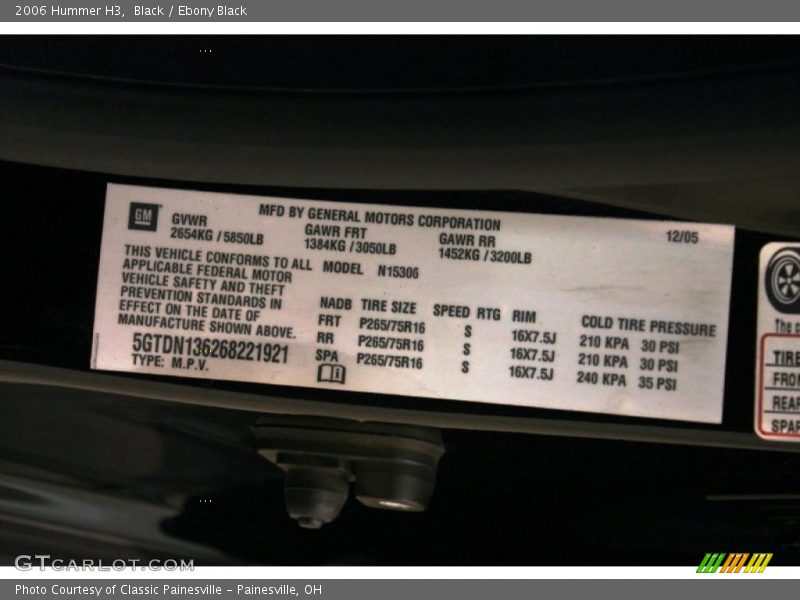 2006 Hummer H3, Black / Ebony Black
GM
MFD BY GENERAL MOTORS CORPORATION
12/05
GVWR
2654KG / 5850LB
GAWR FRT
1384KG / 3050LB
GAWR RR
1452KG / 3200LB
THIS VEHICLE CONFORMS TO ALL
APPLICABLE FEDERAL MOTOR
VEHICLE SAFETY AND THEFT
PREVENTION STANDARDS IN
EFFECT ON THE DATE OF
MANUFACTURE SHOWN ABOVE.
5GTDN136268221921
TYPE: M.P.V.
MODEL N15306
NADB TIRE SIZE SPEED RTG RIM COLD TIRE PRESSURE
FRT P265/75R16 S 16X7.5J 210 KPA 30 PSI
RR P265/75R16 S 16X7.5J 210 KPA 30 PSI
SPA P265/75R16 S 16X7.5J 240 KPA 35 PSI
The
TIRE
FRO
REAR
SPAR
GTCARLOT.COM
Photo Courtesy of Classic Painesville - Painesville, OH